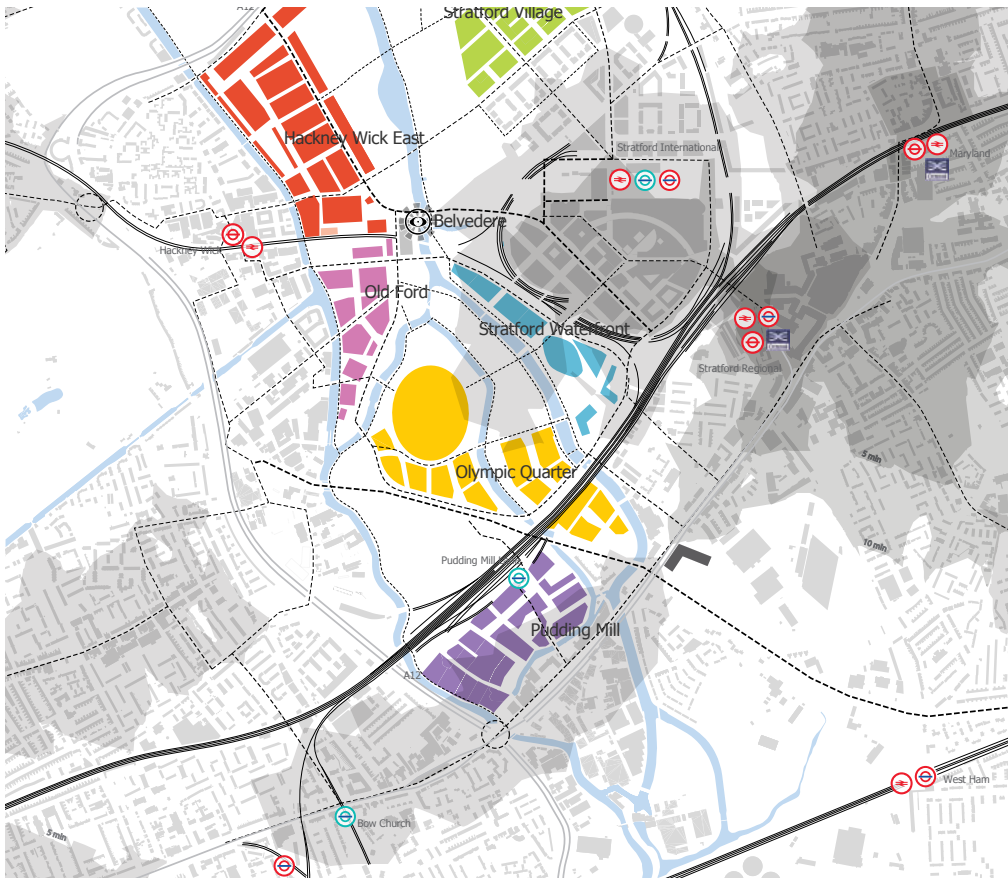 A12
Stratford Village
Hackney Wick East
Stratford International
Maryland
Belvedere
Hackney Wick
Old Ford
Stratford Waterfront
Stratford Regional
5 min
Olympic Quarter
10 min
Pudding Mill
Pudding Mill
A12
West Ham
Bow Church
5 min